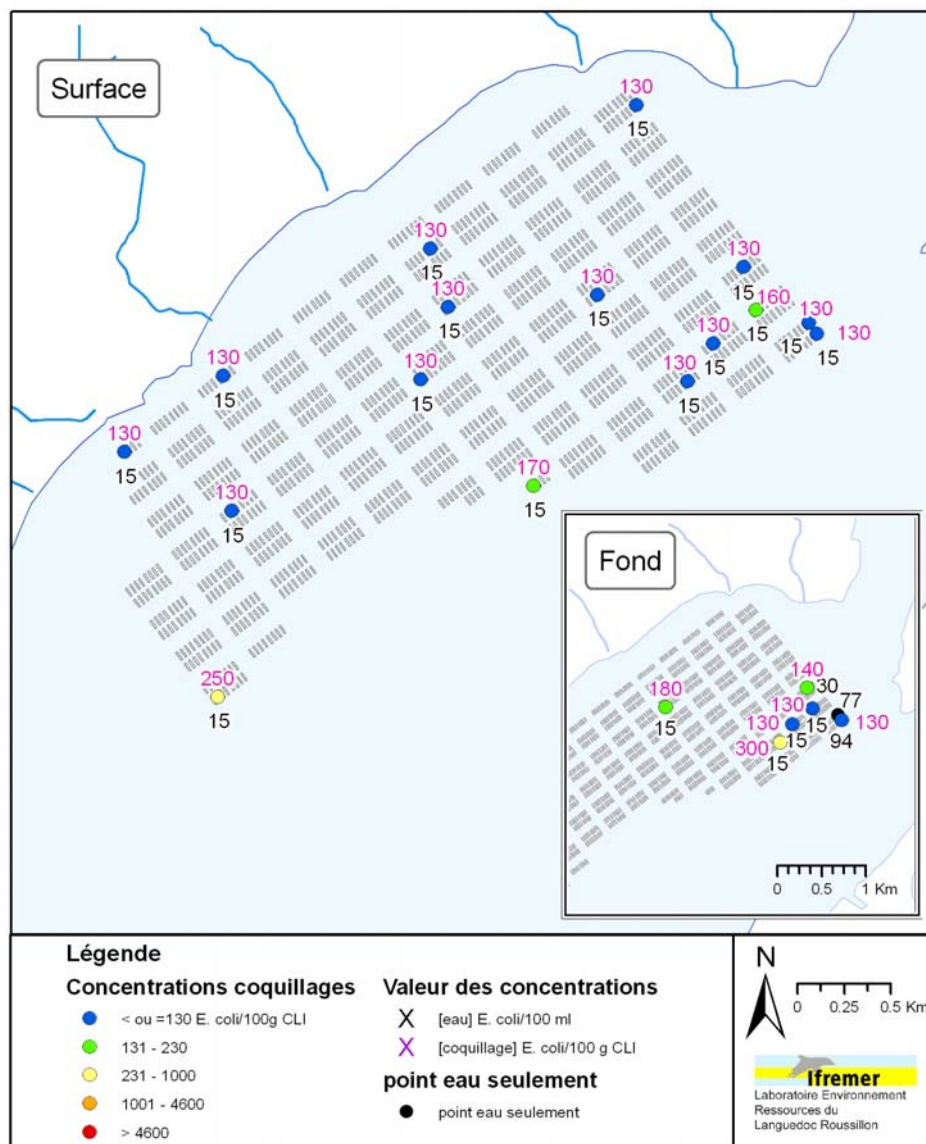 Surface
130
15
130
15
130
15
130
15
130
15
160
15
130
15
130
15
130
15
130
15
130
15
130
15
130
15
130
15
170
15
250
15
Fond
140
30
180
15
77
130
15
130
94
130
15
300
15
0 0.5 1 Km
Légende
Concentrations coquillages
< ou =130 E. coli/100g CLI
131 - 230
231 - 1000
1001 - 4600
> 4600
Valeur des concentrations
X [eau] E. coli/100 ml
X [coquillage] E. coli/100 g CLI
point eau seulement
point eau seulement
N
0 0.25 0.5 Km
Ifremer
Laboratoire Environnement
Ressources du
Languedoc Roussillon